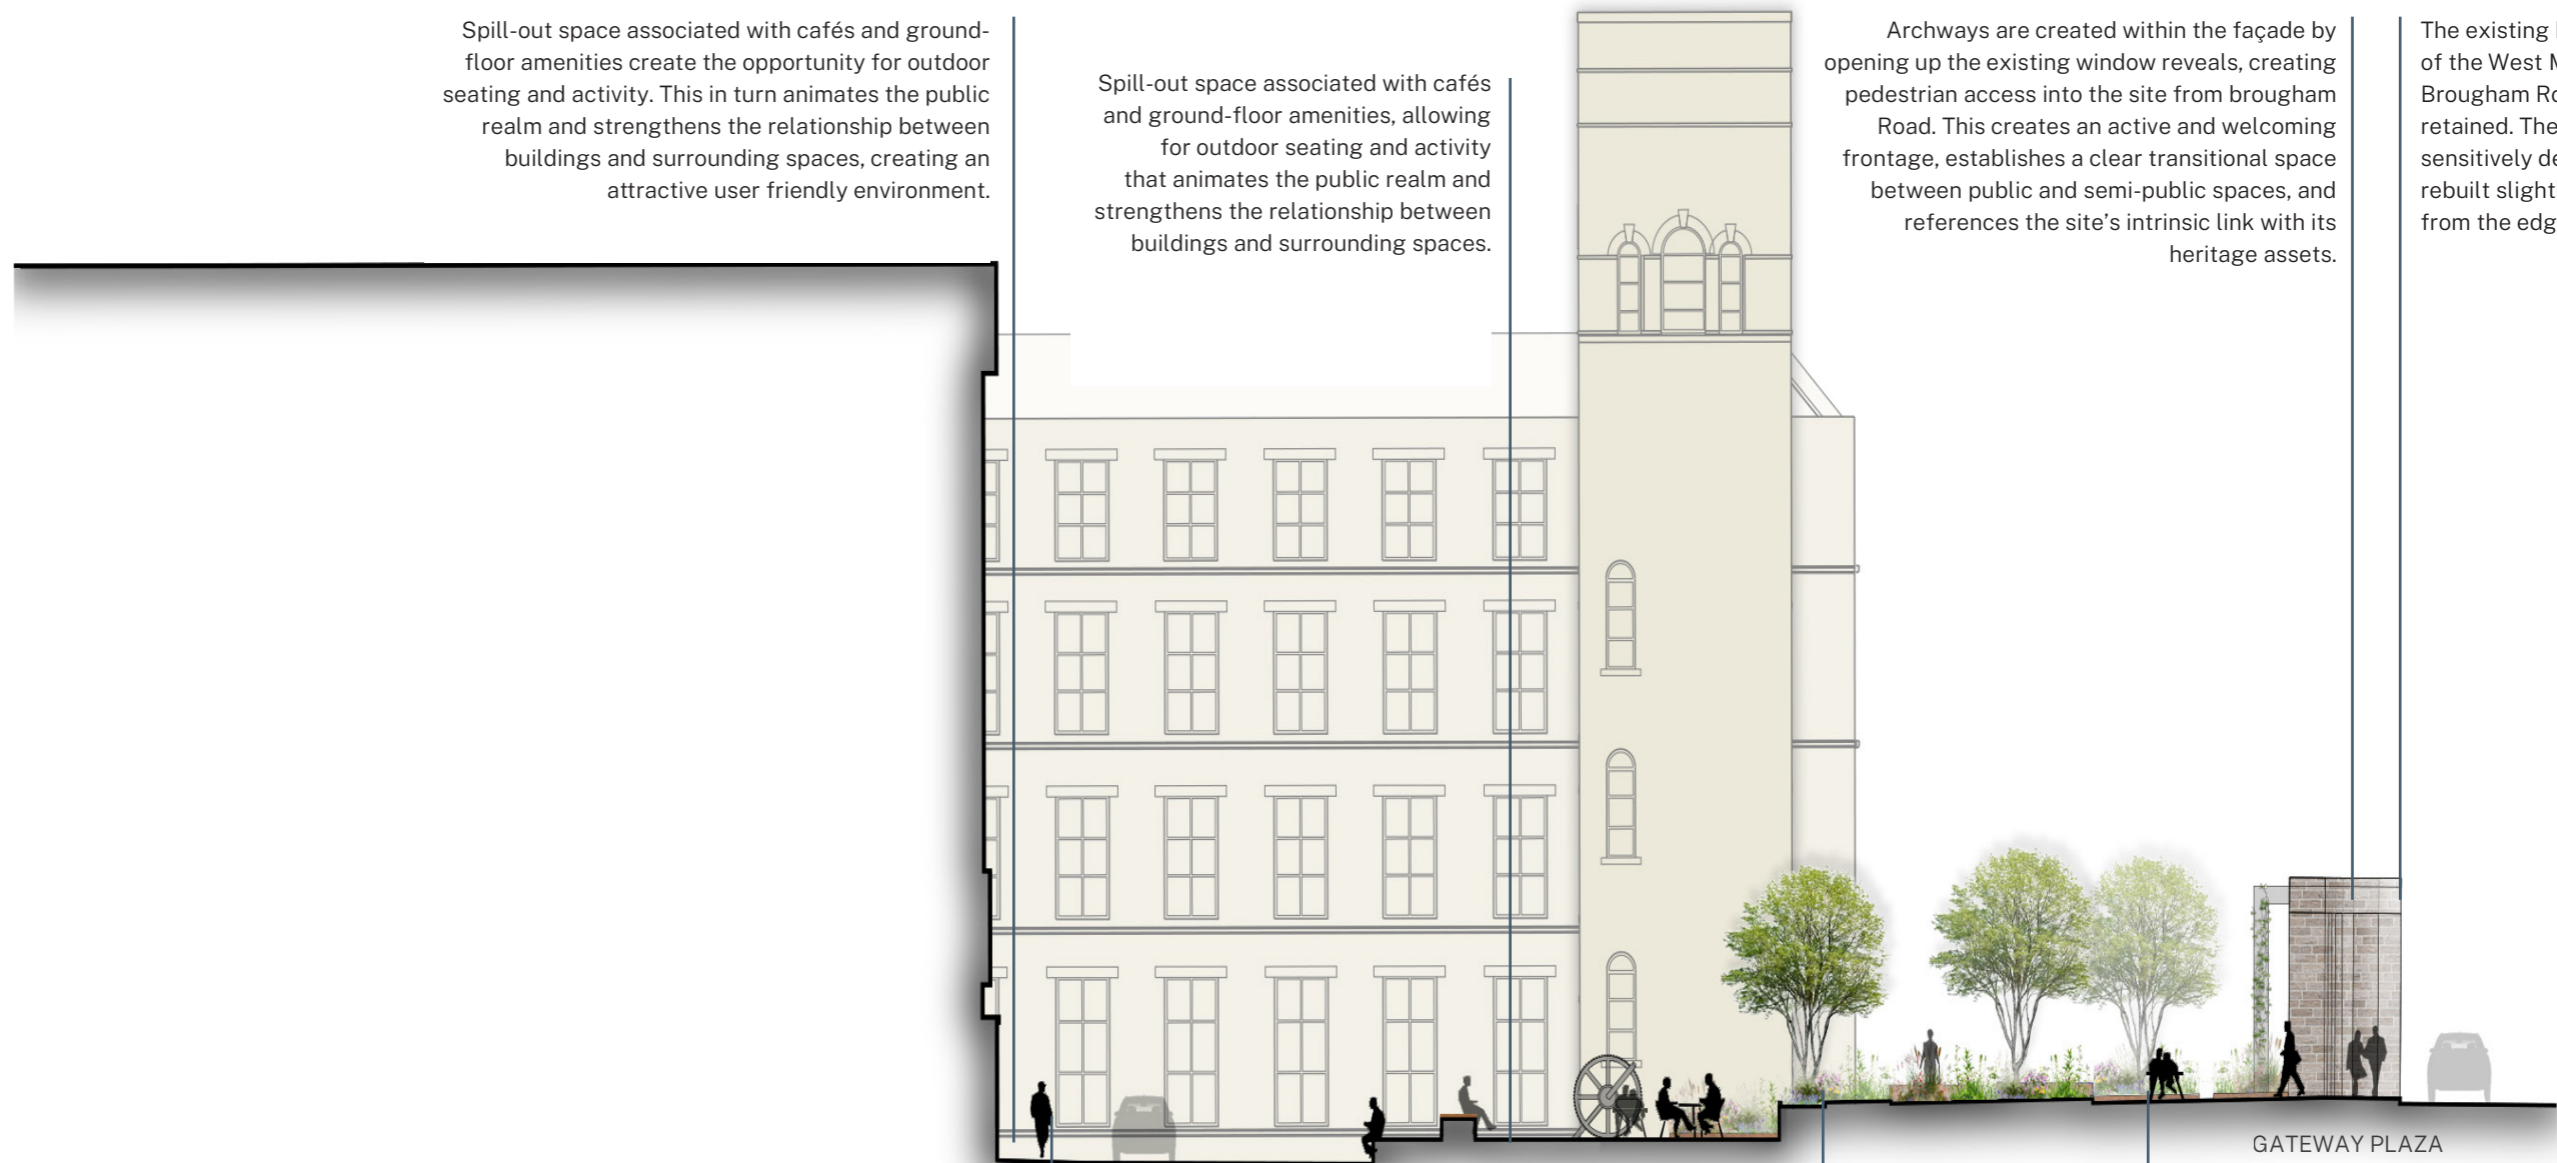 Spill-out space associated with cafés and ground-
floor amenities create the opportunity for outdoor
seating and activity. This in turn animates the public
realm and strengthens the relationship between
buildings and surrounding spaces, creating an
attractive user friendly environment.
Spill-out space associated with cafés
and ground-floor amenities, allowing
for outdoor seating and activity
that animates the public realm and
strengthens the relationship between
buildings and surrounding spaces.
Archways are created within the façade by
opening up the existing window reveals, creating
pedestrian access into the site from brougham
Road. This creates an active and welcoming
frontage, establishes a clear transitional space
between public and semi-public spaces, and
references the site’s intrinsic link with its
heritage assets.
The existing
of the West
Brougham
retained. The
sensitively
rebuilt
from the
GATEWAY PLAZA